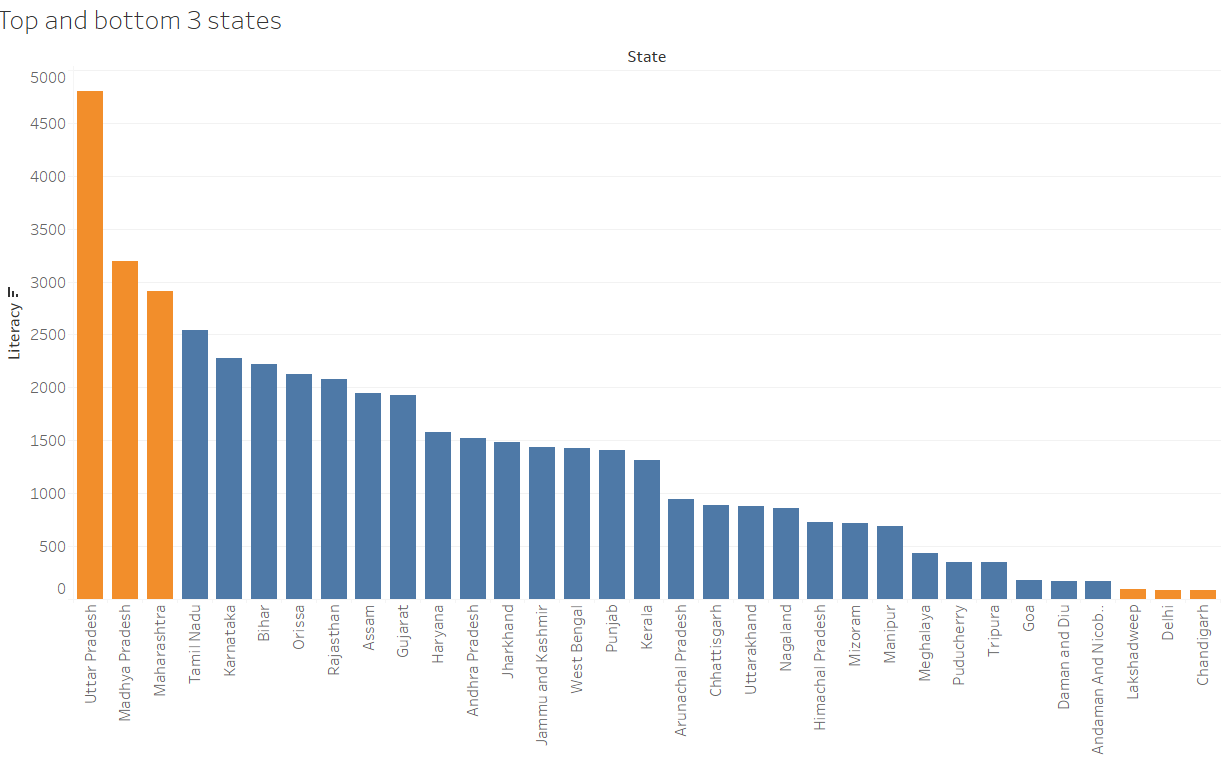 Top and bottom 3 states
State
5000
4500
4000
3500
3000
2500
2000
1500
1000
500
0
Literacy
Uttar Pradesh
Madhya Pradesh
Maharashtra
Tamil Nadu
Karnataka
Bihar
Orissa
Rajasthan
Assam
Gujarat
Haryana
Andhra Pradesh
Jharkhand
Jammu and Kashmir
West Bengal
Punjab
Kerala
Arunachal Pradesh
Chhattisgarh
Uttarakhand
Nagaland
Himachal Pradesh
Mizoram
Manipur
Meghalaya
Puducherry
Tripura
Goa
Daman and Diu
Andaman And Nicob..
Lakshadweep
Delhi
Chandigarh